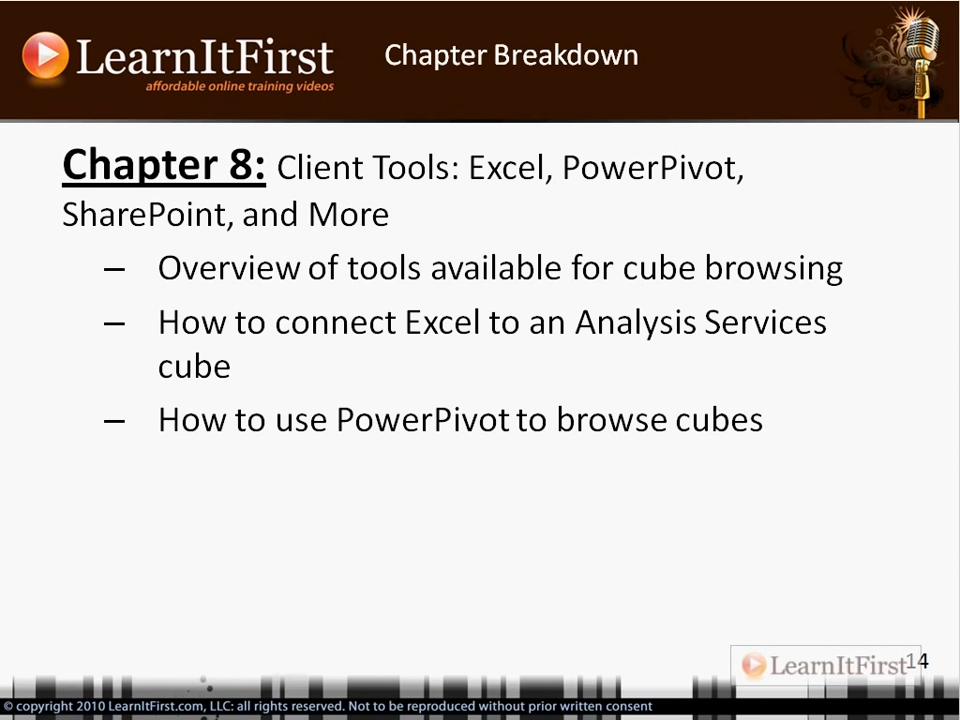 LearnItFirst
affordable online training videos
Chapter Breakdown
Chapter 8: Client Tools: Excel, PowerPivot,
SharePoint, and More
– Overview of tools available for cube browsing
– How to connect Excel to an Analysis Services
cube
– How to use PowerPivot to browse cubes
LearnItFirst
14
© copyright 2010 LearnItFirst.com, LLC: all rights reserved. Not to be reproduced without prior written consent